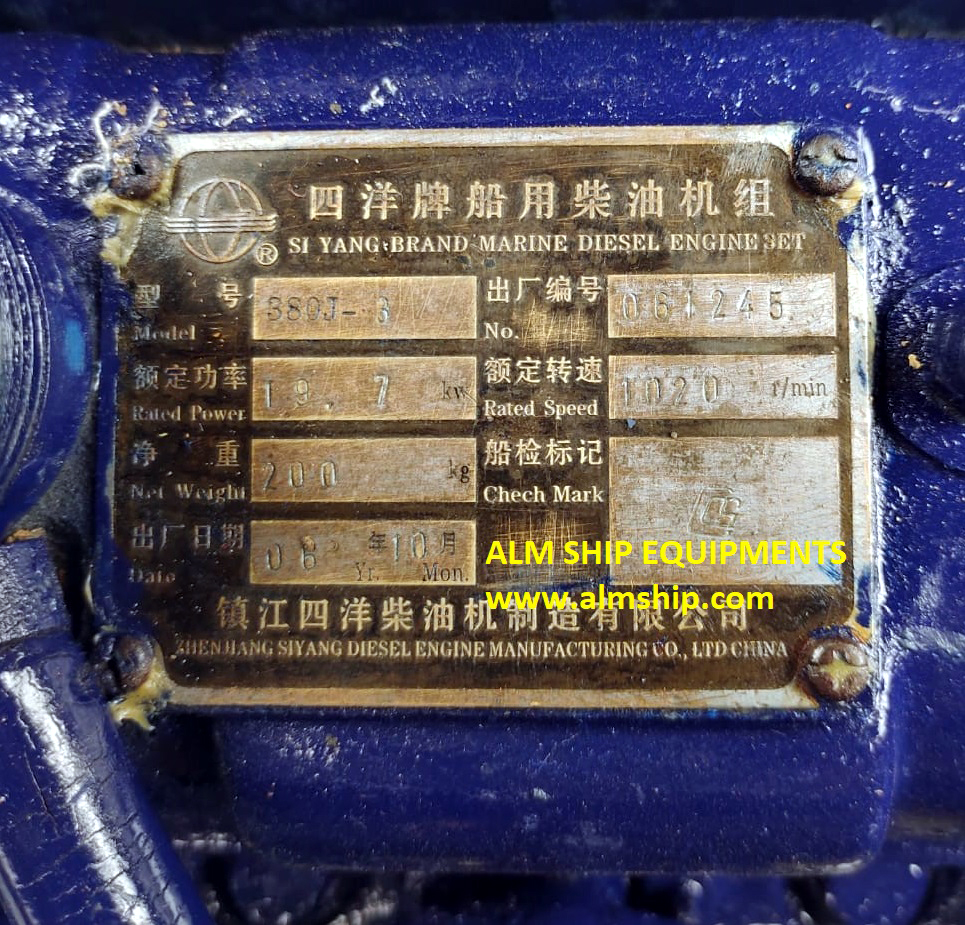 四洋牌船用柴油机组
® SI YANG BRAND MARINE DIESEL ENGINE SET
型 号 380J-3 出厂编号 061245
Model No.
额定功率 19.7 kw 额定转速 1020 r/min
Rated Power Rated Speed
净 重 200 kg 船检标记
Net Weight Chech Mark
出厂日期 06 年 10 月
Date Yr. Mon.
ALM SHIP EQUIPMENTS
www.almship.com
镇江四洋柴油机制造有限公司
ZHENJIANG SIYANG DIESEL ENGINE MANUFACTURING CO., LTD CHINA